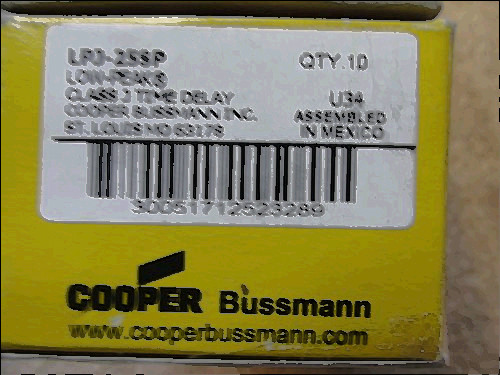 LPJ-25SP QTY.10
LOW-PEAK®
CLASS J TIME DELAY U34
COOPER BUSSMANN INC. ASSEMBLED
ST. LOUIS MO 63178 IN MEXICO
COOPER Bussmann
www.cooperbussmann.com